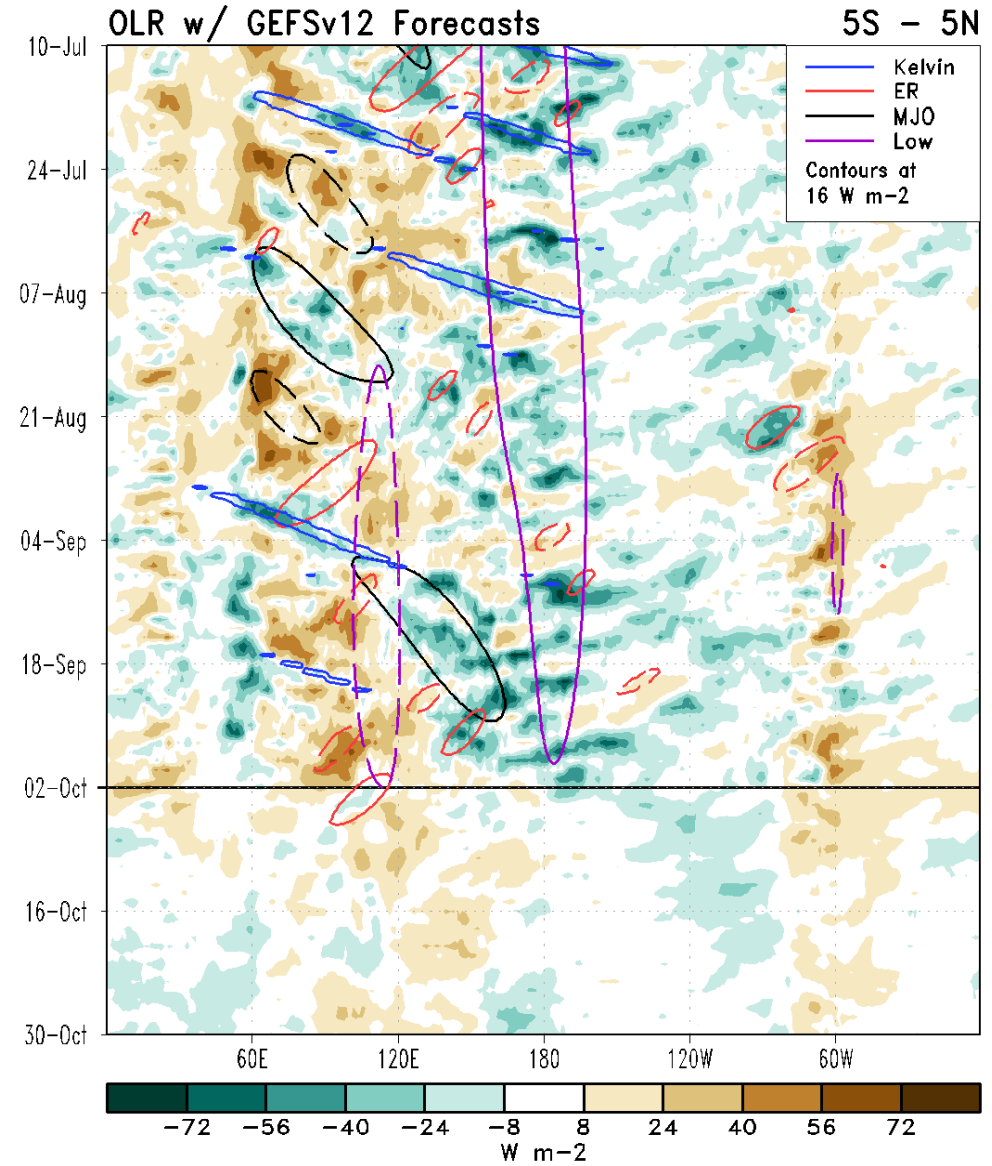 OLR w/ GEFSv12 Forecasts 5S - 5N
10-Jul
24-Jul
07-Aug
21-Aug
04-Sep
18-Sep
02-Oct
16-Oct
30-Oct
Kelvin
ER
MJO
Low
Contours at
16 W m-2
60E 120E 180 120W 60W
-72 -56 -40 -24 -8 8 24 40 56 72
W m-2